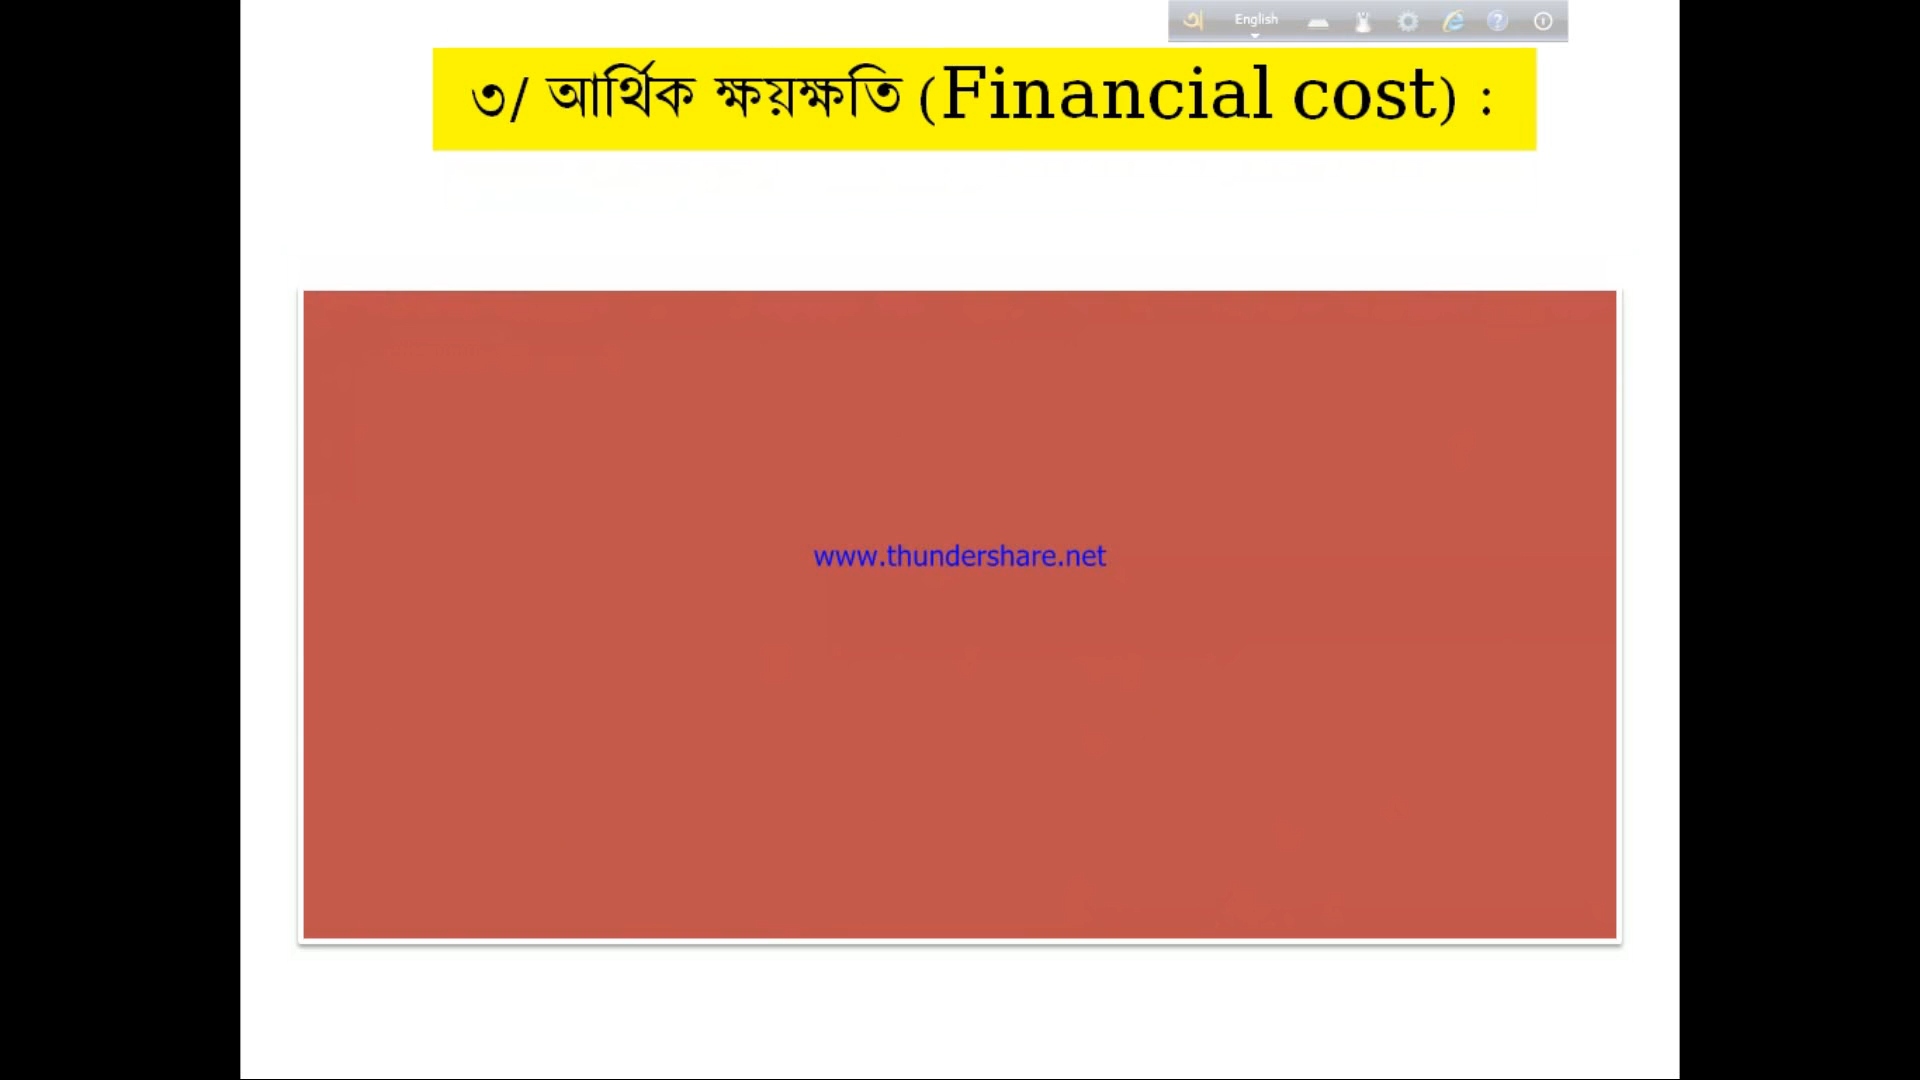 অ English
৩/ আর্থিক ক্ষয়ক্ষতি (Financial cost) :
www.thundershare.net